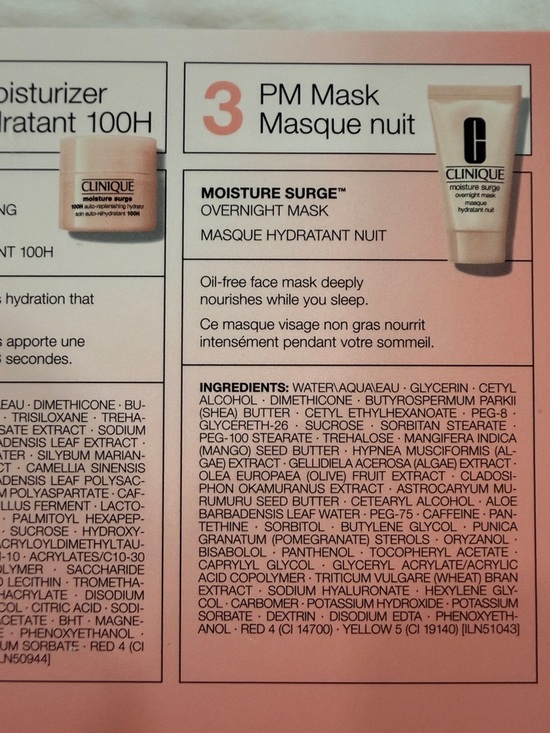 oisturizer
dratant 100H
CLINIQUE
moisture surge
100H auto-replenishing hydrator
soin auto-réhydratant 100H
NG
NT 100H
s hydration that
s apporte une
3 secondes.
EAU · DIMETHICONE · BU-
· TRISILOXANE · TREHA-
SATE EXTRACT · SODIUM
ADENSIS LEAF EXTRACT ·
ATER · SILYBUM MARIAN-
CT · CAMELLIA SINENSIS
ADENSIS LEAF POLYSAC-
M POLYASPARTATE · CAF-
LLUS FERMENT · LACTO-
· PALMITOYL HEXAPEP-
· SUCROSE · HYDROXY-
ACRYLOYLDIMETHYLTAU-
H-10 · ACRYLATES/C10-30
OLYMER · SACCHARIDE
D LECITHIN · TROMETHA-
HACRYLATE · DISODIUM
COL · CITRIC ACID · SODI-
ACETATE · BHT · MAGNE-
E · PHENOXYETHANOL ·
UM SORBATE · RED 4 (CI
LN50944]
3 PM Mask
Masque nuit
CLINIQUE
moisture surge
overnight mask
masque
hydratant nuit
MOISTURE SURGE™
OVERNIGHT MASK
MASQUE HYDRATANT NUIT
Oil-free face mask deeply
nourishes while you sleep.
Ce masque visage non gras nourrit
intensément pendant votre sommeil.
INGREDIENTS: WATER\AQUA\EAU · GLYCERIN · CETYL
ALCOHOL · DIMETHICONE · BUTYROSPERMUM PARKII
(SHEA) BUTTER · CETYL ETHYLHEXANOATE · PEG-8 ·
GLYCERETH-26 · SUCROSE · SORBITAN STEARATE ·
PEG-100 STEARATE · TREHALOSE · MANGIFERA INDICA
(MANGO) SEED BUTTER · HYPNEA MUSCIFORMIS (AL-
GAE) EXTRACT · GELLIDIELA ACEROSA (ALGAE) EXTRACT ·
OLEA EUROPAEA (OLIVE) FRUIT EXTRACT · CLADOSI-
PHON OKAMURANUS EXTRACT · ASTROCARYUM MU-
RUMURU SEED BUTTER · CETEARYL ALCOHOL · ALOE
BARBADENSIS LEAF WATER · PEG-75 · CAFFEINE · PAN-
TETHINE · SORBITOL · BUTYLENE GLYCOL · PUNICA
GRANATUM (POMEGRANATE) STEROLS · ORYZANOL ·
BISABOLOL · PANTHENOL · TOCOPHERYL ACETATE ·
CAPRYLYL GLYCOL · GLYCERYL ACRYLATE/ACRYLIC
ACID COPOLYMER · TRITICUM VULGARE (WHEAT) BRAN
EXTRACT · SODIUM HYALURONATE · HEXYLENE GLY-
COL · CARBOMER · POTASSIUM HYDROXIDE · POTASSIUM
SORBATE · DEXTRIN · DISODIUM EDTA · PHENOXYETH-
ANOL · RED 4 (CI 14700) · YELLOW 5 (CI 19140) [ILN51043]